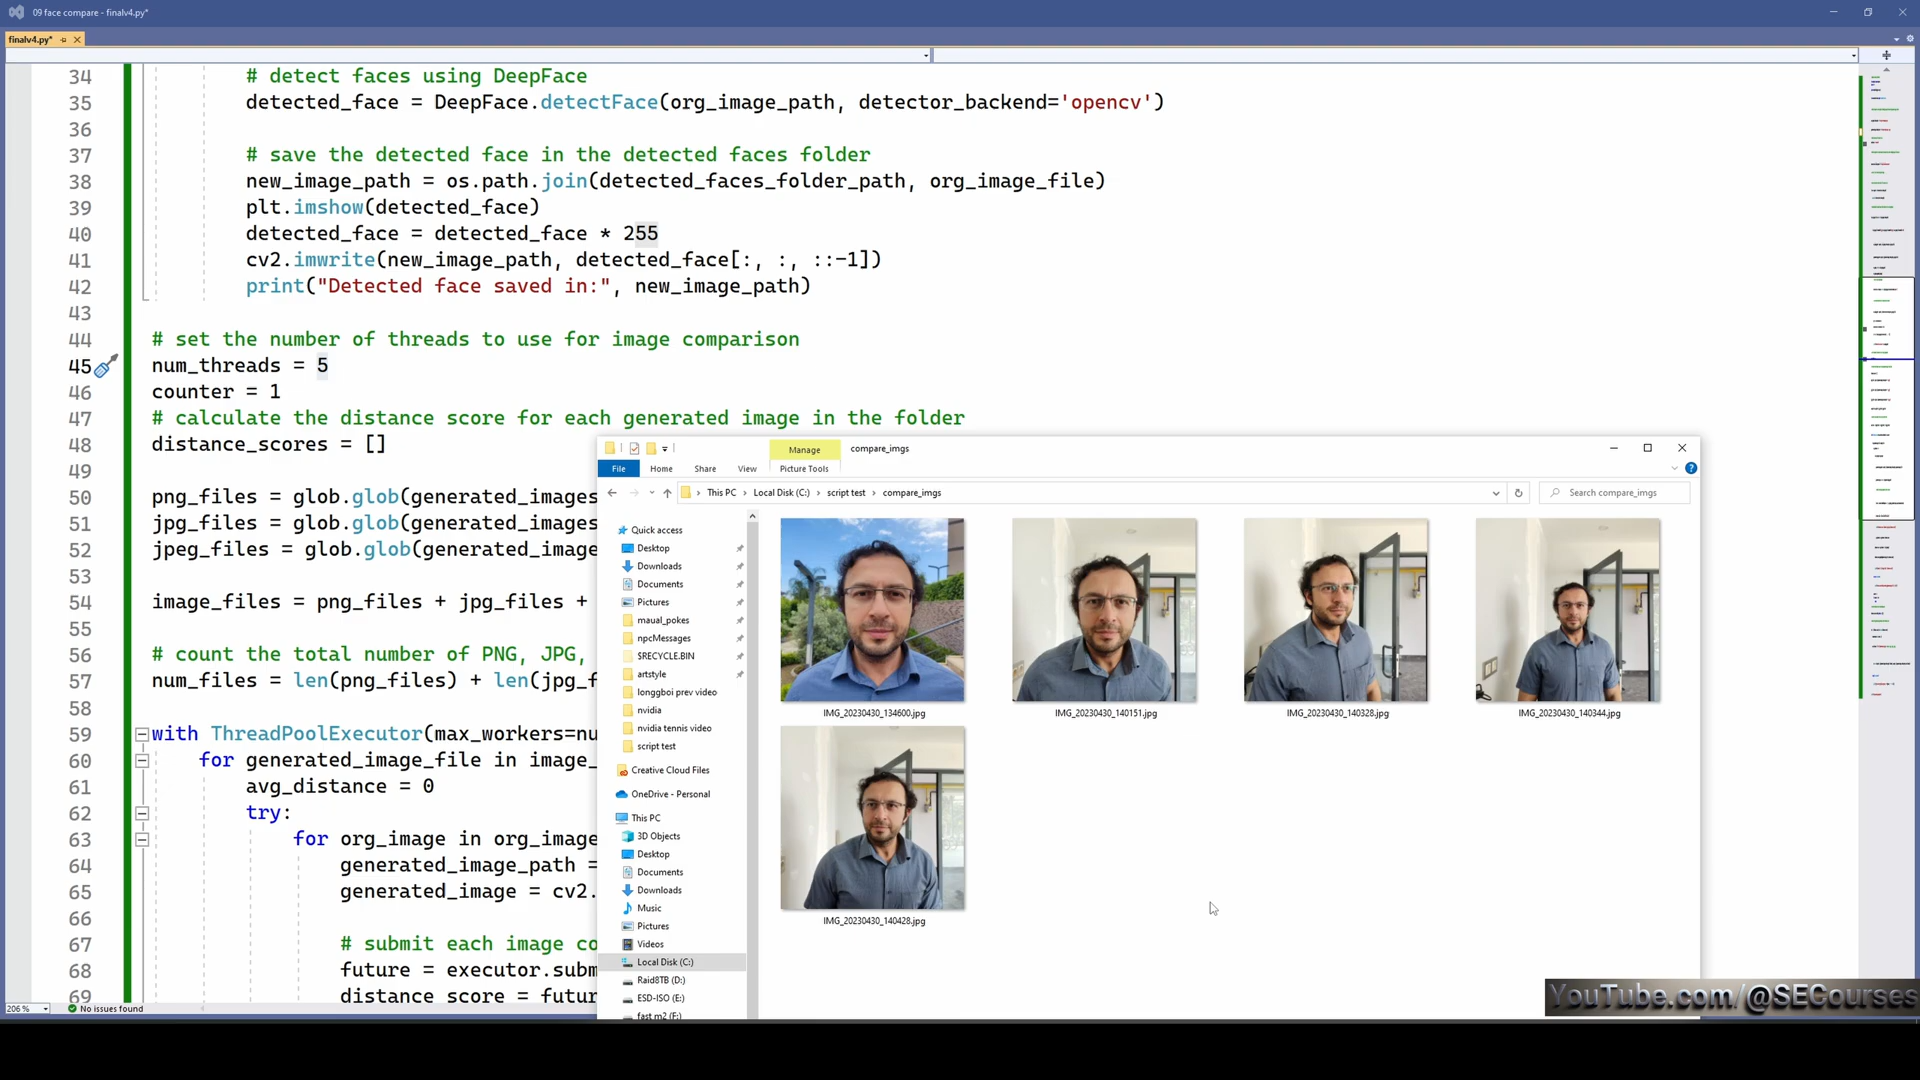 09 face compare - finalv4.py*
finalv4.py*
34 # detect faces using DeepFace
35 detected_face = DeepFace.detectFace(org_image_path, detector_backend='opencv')
36
37 # save the detected face in the detected faces folder
38 new_image_path = os.path.join(detected_faces_folder_path, org_image_file)
39 plt.imshow(detected_face)
40 detected_face = detected_face * 255
41 cv2.imwrite(new_image_path, detected_face[:, :, ::-1])
42 print("Detected face saved in:", new_image_path)
43
44 # set the number of threads to use for image comparison
45 num_threads = 5
46 counter = 1
47 # calculate the distance score for each generated image in the folder
48 distance_scores = []
49
50 png_files = glob.glob(generated_images
51 jpg_files = glob.glob(generated_images
52 jpeg_files = glob.glob(generated_image
53
54 image_files = png_files + jpg_files +
55
56 # count the total number of PNG, JPG,
57 num_files = len(png_files) + len(jpg_f
58
59 with ThreadPoolExecutor(max_workers=nu
60 for generated_image_file in image_
61 avg_distance = 0
62 try:
63 for org_image in org_image
64 generated_image_path =
65 generated_image = cv2.
66
67 # submit each image co
68 future = executor.subm
69 distance_score = futur
206 %
No issues found
Manage
compare_imgs
File
Home
Share
View
Picture Tools
This PC
Local Disk (C:)
script test
compare_imgs
Search compare_imgs
Quick access
Desktop
Downloads
Documents
Pictures
maual_pokes
npcMessages
$RECYCLE.BIN
artstyle
longgboi prev video
nvidia
nvidia tennis video
script test
Creative Cloud Files
OneDrive - Personal
This PC
3D Objects
Desktop
Documents
Downloads
Music
Pictures
Videos
Local Disk (C:)
Raid8TB (D:)
ESD-ISO (E:)
fast m2 (F:)
IMG_20230430_134600.jpg
IMG_20230430_140151.jpg
IMG_20230430_140328.jpg
IMG_20230430_140344.jpg
IMG_20230430_140428.jpg
YouTube.com/@SECourses